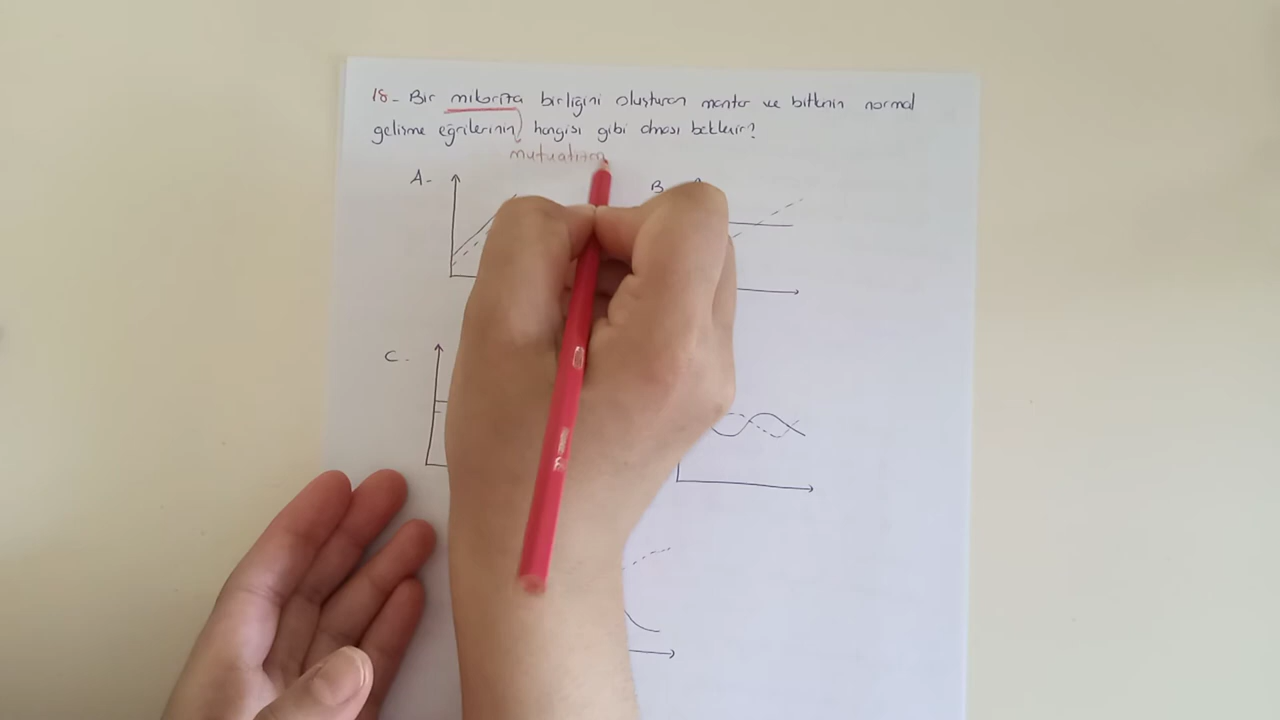 18- Bir mikoriza birliğini oluşturan mantar ve bitkinin normal
gelişme eğrilerinin hangisi gibi olması beklenir?
mutualizm
A-
B
C-